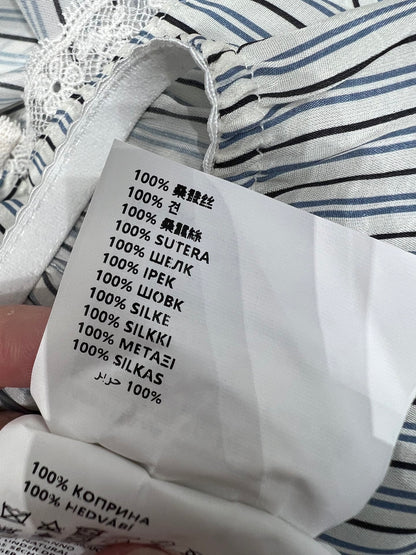 100% 桑蚕丝
100% 견
100% 桑蠶絲
100% SUTERA
100% ШЕЛК
100% IPEK
100% ШОВК
100% SILKE
100% SILKKI
100% ΜΕΤΑΞΙ
100% SILKAS
100% حرير
100% КОПРИНА
100% HEDVÁBÍ